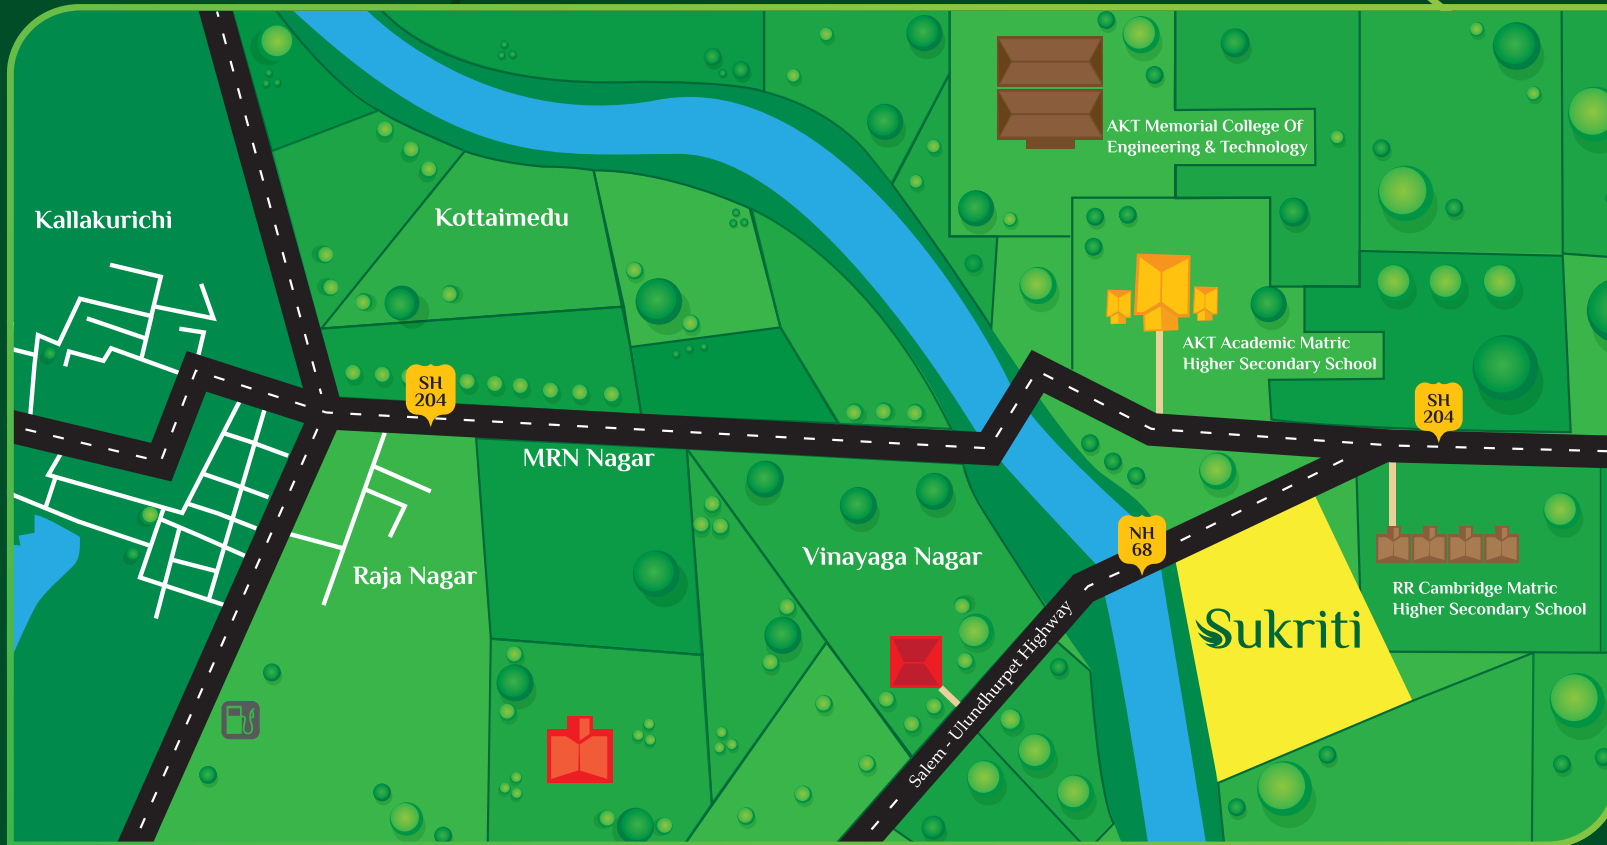 AKT Memorial College Of
Engineering & Technology
Kallakurichi
Kottaimedu
AKT Academic Matric
Higher Secondary School
SH
204
SH
204
MRN Nagar
NH
68
Vinayaga Nagar
Raja Nagar
RR Cambridge Matric
Higher Secondary School
Sukriti
Salem - Ulundhurpet Highway